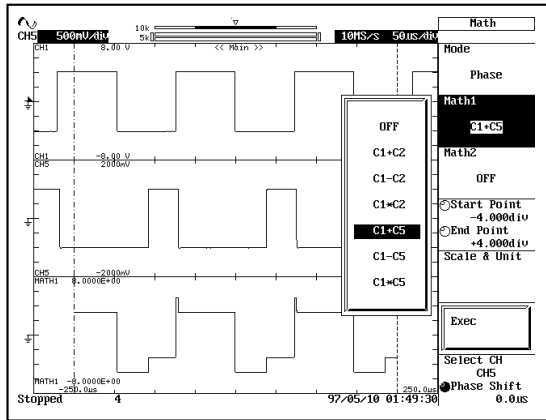 10k
CH5 500mV/div 5k 10MS/s 50us/div
CH1 8.00 V << Main >>
CH1 -8.00 V
CH5 2000mV
CH5 -2000mV
MATH1 8.0000E+00
MATH1 -8.0000E+00
-250.0us 250.0us
Stopped 4 97/05/10 01:49:30
OFF
C1+C2
C1-C2
C1*C2
C1+C5
C1-C5
C1*C5
Math
Mode
Phase
Math1
C1+C5
Math2
OFF
Start Point
-4.000div
End Point
+4.000div
Scale & Unit
Exec
Select CH
CH5
Phase Shift
0.0us